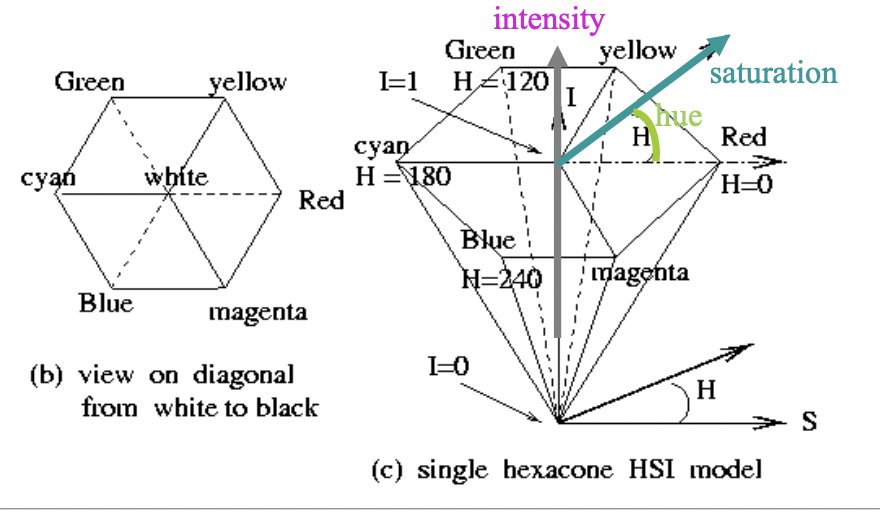 intensity
Green
yellow
cyan
white
Red
Blue
magenta
(b) view on diagonal
from white to black
Green
yellow
I=1
H = 120
I
saturation
hue
H
cyan
H = 180
Red
H=0
Blue
H=240
magenta
I=0
H
S
(c) single hexacone HSI model